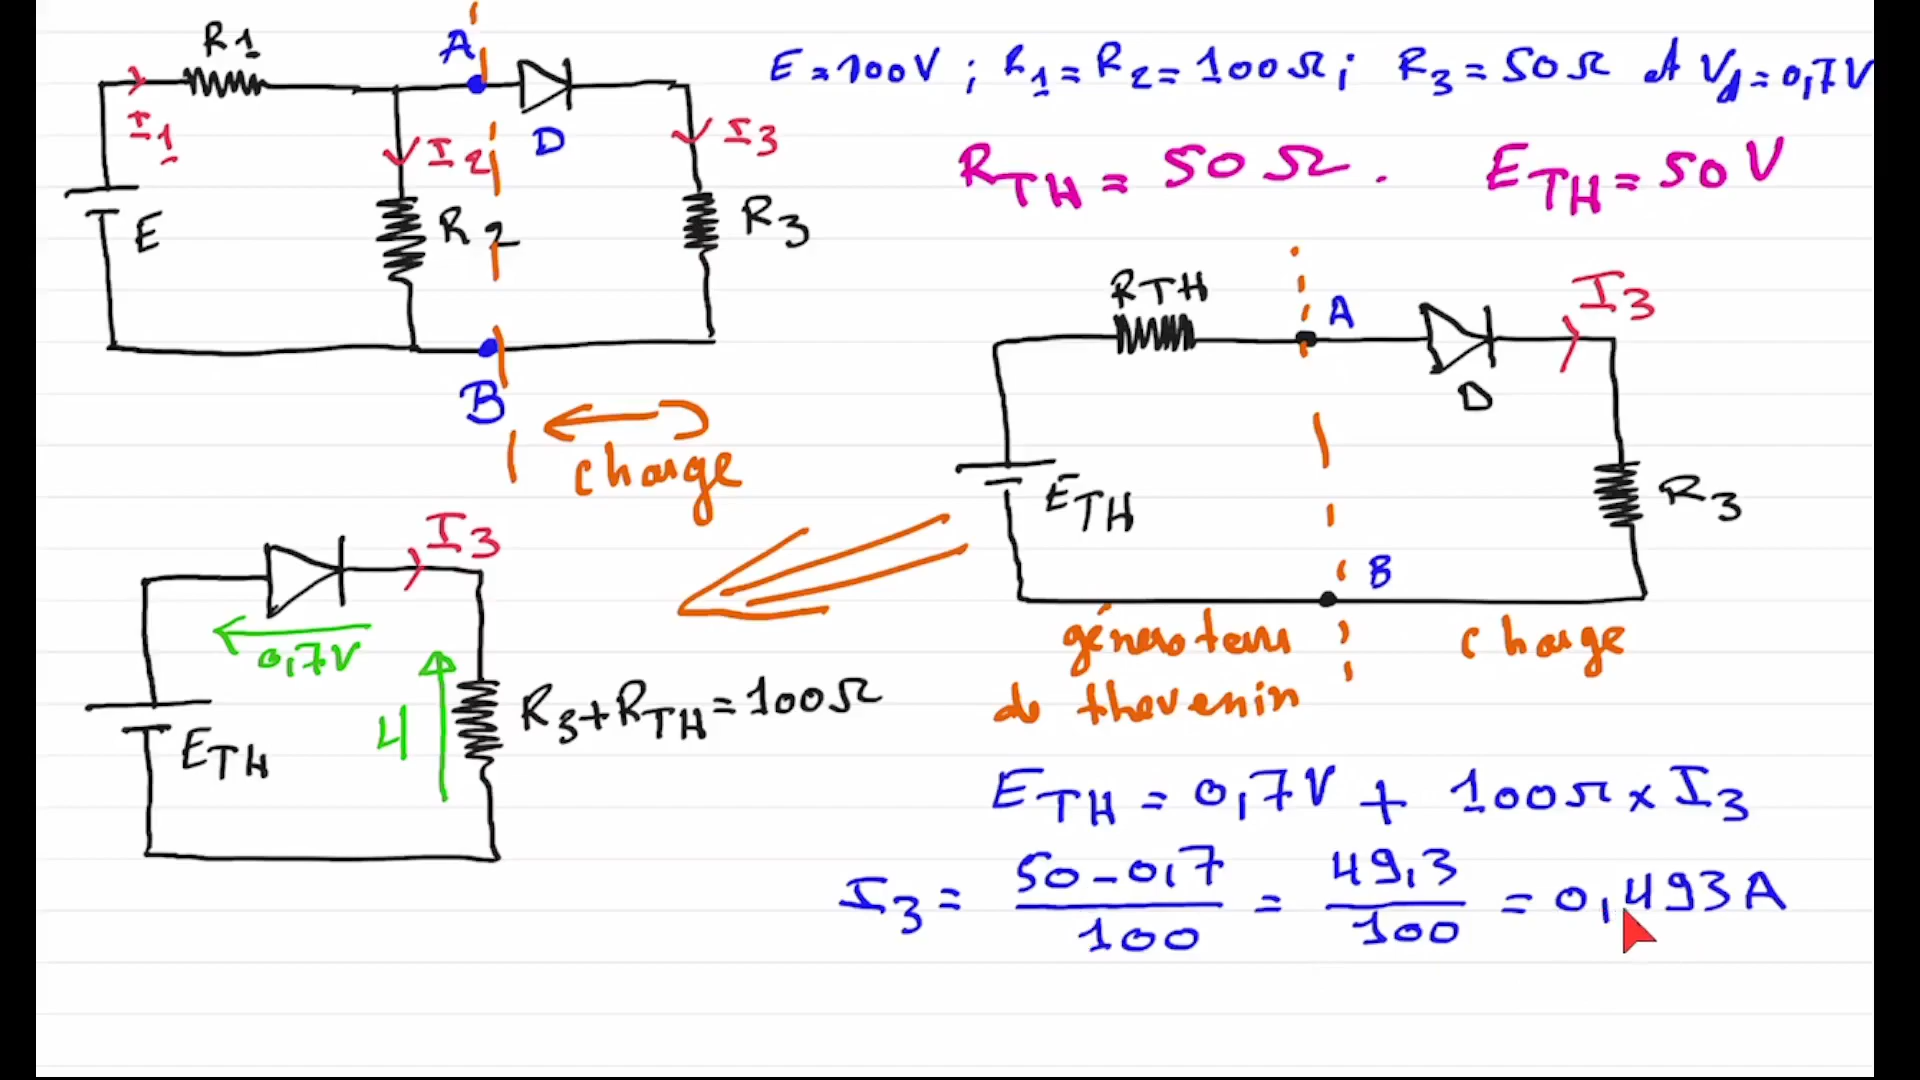 R1
A
E=100V ; R1=R2=100Ω; R3=50Ω et Vd=0,7V
I1
I2
D
I3
RTH = 50Ω. ETH=50V
E
R2
R3
RTH
A
I3
B
D
charge
ETH
R3
I3
B
0,7V
générateur
de thevenin
charge
U
R3+RTH=100Ω
ETH
ETH = 0,7V + 100Ω x I3
I3 = 50-0,7 / 100 = 49,3 / 100 = 0,493A